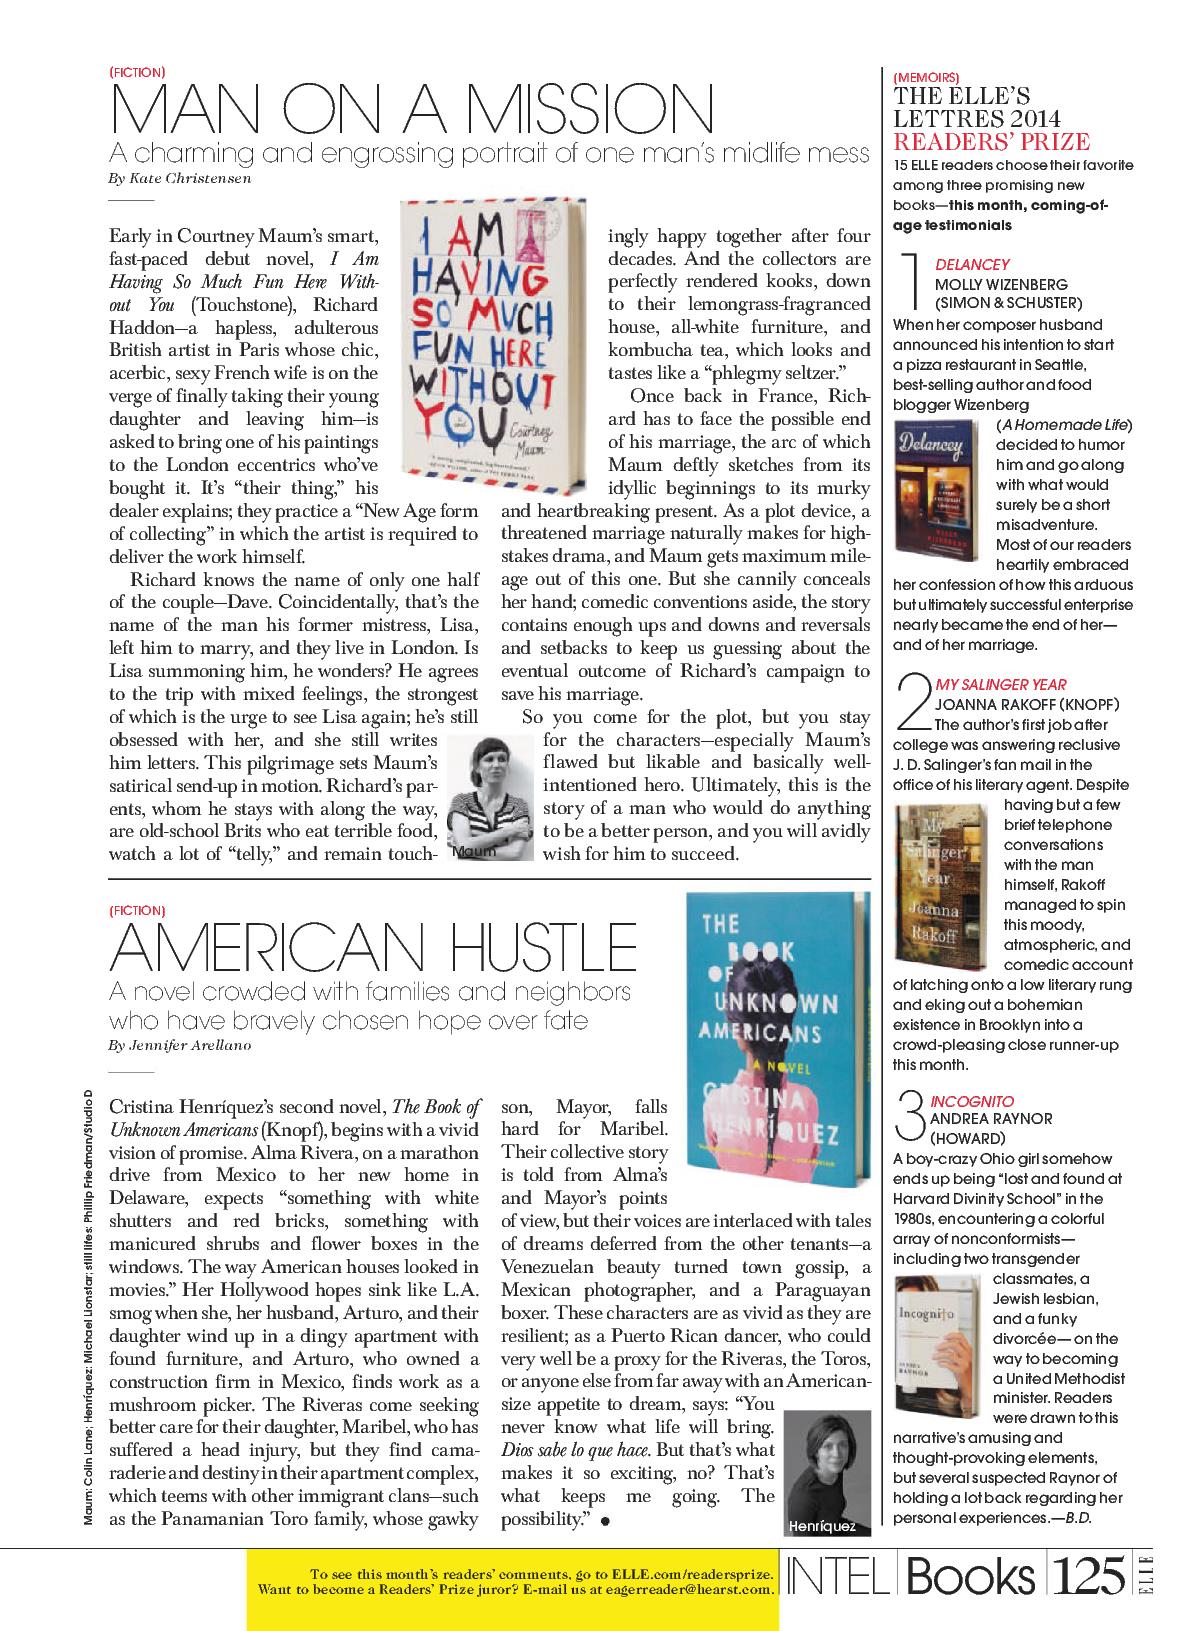 (FICTION)
MAN ON A MISSION
A charming and engrossing portrait of one man's midlife mess
By Kate Christensen
Early in Courtney Maum's smart,
fast-paced debut novel, I Am
Having So Much Fun Here With-
out You (Touchstone), Richard
Haddon—a hapless, adulterous
British artist in Paris whose chic,
acerbic, sexy French wife is on the
verge of finally taking their young
daughter and leaving him—is
asked to bring one of his paintings
to the London eccentrics who've
bought it. It's "their thing," his
dealer explains; they practice a "New Age form
of collecting" in which the artist is required to
deliver the work himself.
Richard knows the name of only one half
of the couple—Dave. Coincidentally, that's the
name of the man his former mistress, Lisa,
left him to marry, and they live in London. Is
Lisa summoning him, he wonders? He agrees
to the trip with mixed feelings, the strongest
of which is the urge to see Lisa again; he's still
obsessed with her, and she still writes
him letters. This pilgrimage sets Maum's
satirical send-up in motion. Richard's par-
ents, whom he stays with along the way,
are old-school Brits who eat terrible food,
watch a lot of "telly," and remain touch-
I AM
HAVING
SO MUCH
FUN HERE
WITHOUT
YOU
a novel
Courtney
Maum
Maum
ingly happy together after four
decades. And the collectors are
perfectly rendered kooks, down
to their lemongrass-fragranced
house, all-white furniture, and
kombucha tea, which looks and
tastes like a "phlegmy seltzer."
Once back in France, Rich-
ard has to face the possible end
of his marriage, the arc of which
Maum deftly sketches from its
idyllic beginnings to its murky
and heartbreaking present. As a plot device, a
threatened marriage naturally makes for high-
stakes drama, and Maum gets maximum mile-
age out of this one. But she cannily conceals
her hand; comedic conventions aside, the story
contains enough ups and downs and reversals
and setbacks to keep us guessing about the
eventual outcome of Richard's campaign to
save his marriage.
So you come for the plot, but you stay
for the characters—especially Maum's
flawed but likable and basically well-
intentioned hero. Ultimately, this is the
story of a man who would do anything
to be a better person, and you will avidly
wish for him to succeed.
(FICTION)
AMERICAN HUSTLE
A novel crowded with families and neighbors
who have bravely chosen hope over fate
By Jennifer Arellano
Cristina Henríquez's second novel, The Book of
Unknown Americans (Knopf), begins with a vivid
vision of promise. Alma Rivera, on a marathon
drive from Mexico to her new home in
Delaware, expects "something with white
shutters and red bricks, something with
manicured shrubs and flower boxes in the
windows. The way American houses looked in
movies." Her Hollywood hopes sink like L.A.
smog when she, her husband, Arturo, and their
daughter wind up in a dingy apartment with
found furniture, and Arturo, who owned a
construction firm in Mexico, finds work as a
mushroom picker. The Riveras come seeking
better care for their daughter, Maribel, who has
suffered a head injury, but they find cama-
raderie and destiny in their apartment complex,
which teems with other immigrant clans—such
as the Panamanian Toro family, whose gawky
THE
BOOK
OF
UNKNOWN
AMERICANS
A NOVEL
CRISTINA
HENRÍQUEZ
son, Mayor, falls
hard for Maribel.
Their collective story
is told from Alma's
and Mayor's points
of view, but their voices are interlaced with tales
of dreams deferred from the other tenants—a
Venezuelan beauty turned town gossip, a
Mexican photographer, and a Paraguayan
boxer. These characters are as vivid as they are
resilient; as a Puerto Rican dancer, who could
very well be a proxy for the Riveras, the Toros,
or anyone else from far away with an American-
size appetite to dream, says: "You
never know what life will bring.
Dios sabe lo que hace. But that's what
makes it so exciting, no? That's
what keeps me going. The
possibility." ●
Henríquez
Maum: Colin Lane; Henríquez: Michael Lionstar; still lifes: Phillip Friedman/Studio D
(MEMOIRS)
THE ELLE'S
LETTRES 2014
READERS' PRIZE
15 ELLE readers choose their favorite
among three promising new
books—this month, coming-of-
age testimonials
1 DELANCEY
MOLLY WIZENBERG
(SIMON & SCHUSTER)
When her composer husband
announced his intention to start
a pizza restaurant in Seattle,
best-selling author and food
blogger Wizenberg
(A Homemade Life)
decided to humor
him and go along
with what would
surely be a short
misadventure.
Most of our readers
heartily embraced
her confession of how this arduous
but ultimately successful enterprise
nearly became the end of her—
and of her marriage.
Delancey
2 MY SALINGER YEAR
JOANNA RAKOFF (KNOPF)
The author's first job after
college was answering reclusive
J. D. Salinger's fan mail in the
office of his literary agent. Despite
having but a few
brief telephone
conversations
with the man
himself, Rakoff
managed to spin
this moody,
atmospheric, and
comedic account
of latching onto a low literary rung
and eking out a bohemian
existence in Brooklyn into a
crowd-pleasing close runner-up
this month.
My
Salinger
Year
Joanna
Rakoff
3 INCOGNITO
ANDREA RAYNOR
(HOWARD)
A boy-crazy Ohio girl somehow
ends up being "lost and found at
Harvard Divinity School" in the
1980s, encountering a colorful
array of nonconformists—
including two transgender
classmates, a
Jewish lesbian,
and a funky
divorcée—on the
way to becoming
a United Methodist
minister. Readers
were drawn to this
narrative's amusing and
thought-provoking elements,
but several suspected Raynor of
holding a lot back regarding her
personal experiences.—B.D.
Incognito
ANDREA
RAYNOR
To see this month's readers' comments, go to ELLE.com/readersprize.
Want to become a Readers' Prize juror? E-mail us at eagerreader@hearst.com.
INTEL Books 125 ELLE